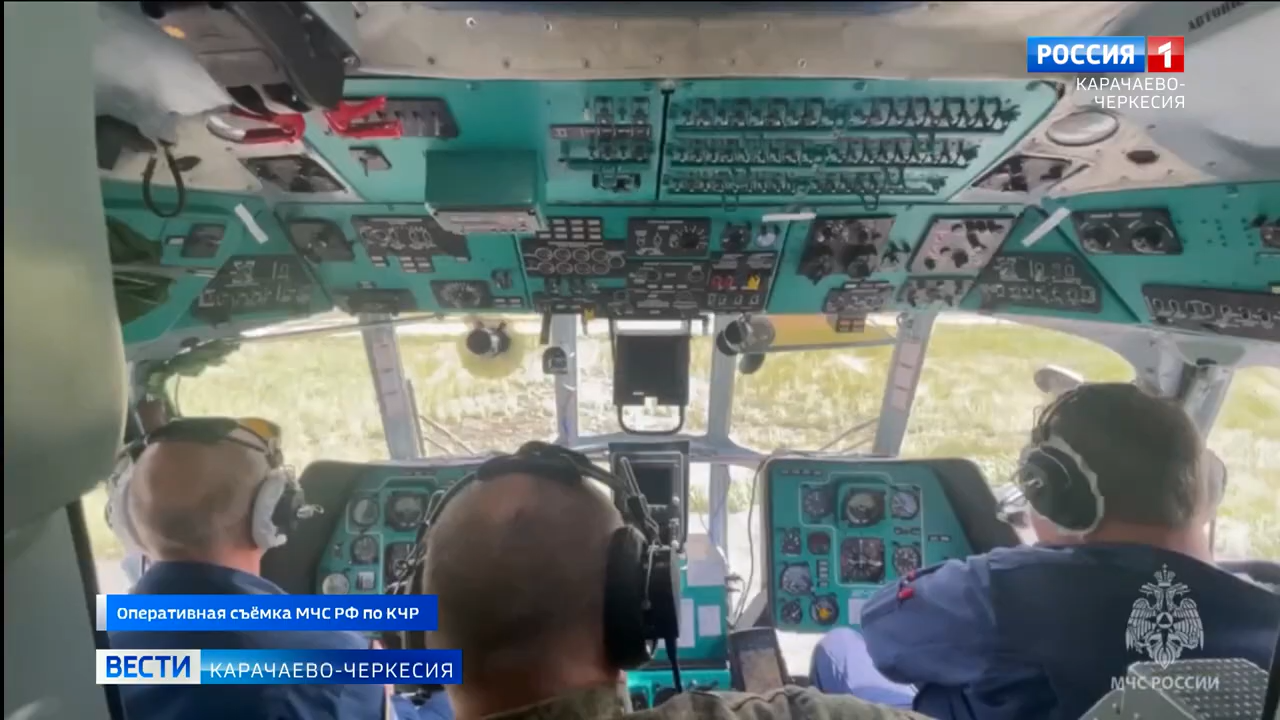 РОССИЯ 1
КАРАЧАЕВО-
ЧЕРКЕСИЯ
Оперативная съёмка МЧС РФ по КЧР
ВЕСТИ КАРАЧАЕВО-ЧЕРКЕСИЯ
МЧС РОССИИ